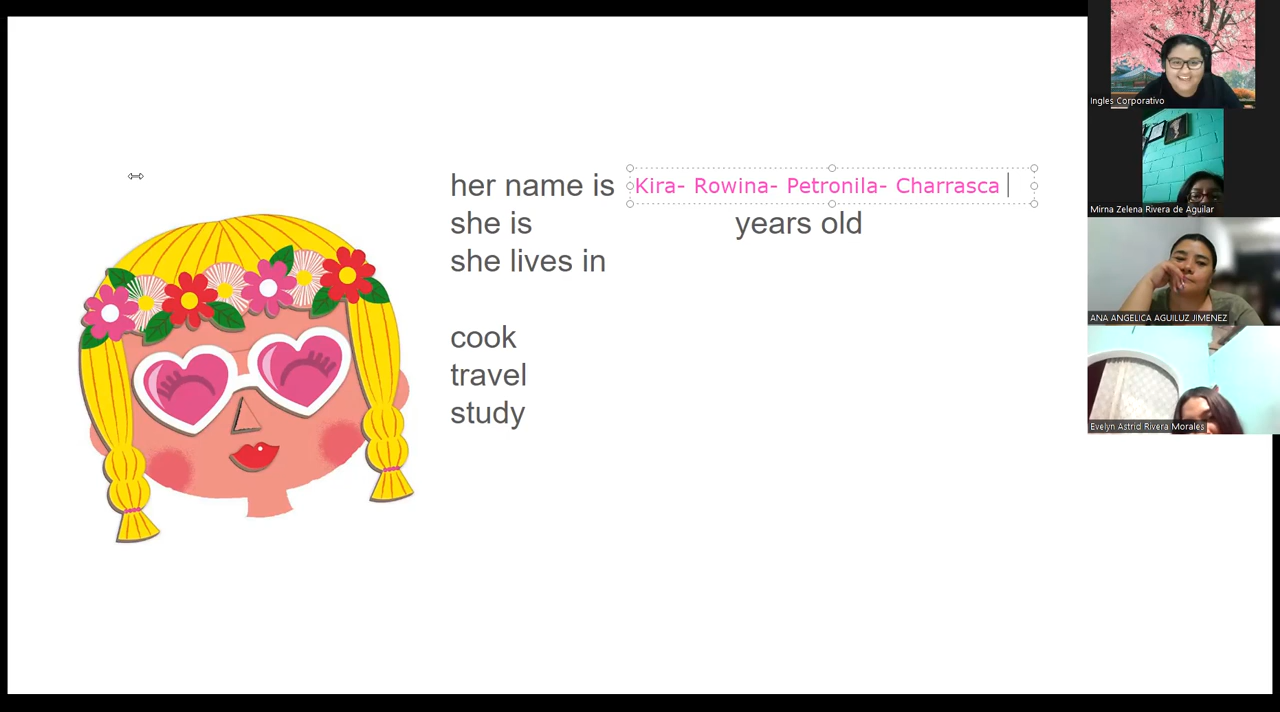 her name is Kira- Rowina- Petronila- Charrasca
she is years old
she lives in
cook
travel
study
Ingles Corporativo
Mirna Zelena Rivera de Aguilar
ANA ANGELICA AGUILUZ JIMENEZ
Evelyn Astrid Rivera Morales